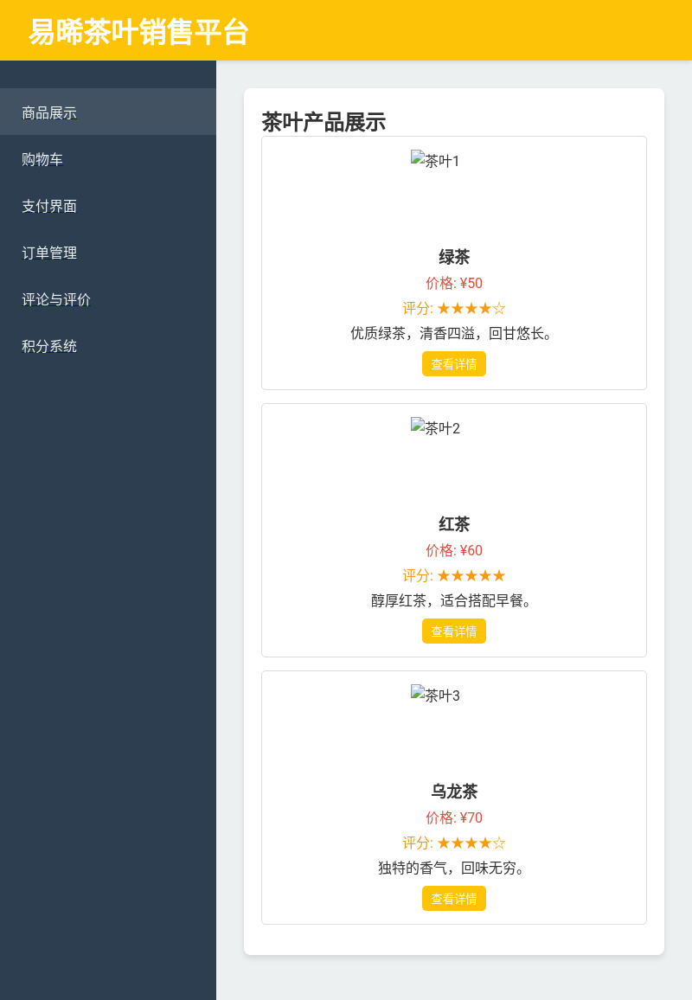 易晞茶叶销售平台
商品展示
购物车
支付界面
订单管理
评论与评价
积分系统
茶叶产品展示
茶叶1
绿茶
价格: ¥50
评分: ★★★★☆
优质绿茶，清香四溢，回甘悠长。
查看详情
茶叶2
红茶
价格: ¥60
评分: ★★★★★
醇厚红茶，适合搭配早餐。
查看详情
茶叶3
乌龙茶
价格: ¥70
评分: ★★★★☆
独特的香气，回味无穷。
查看详情